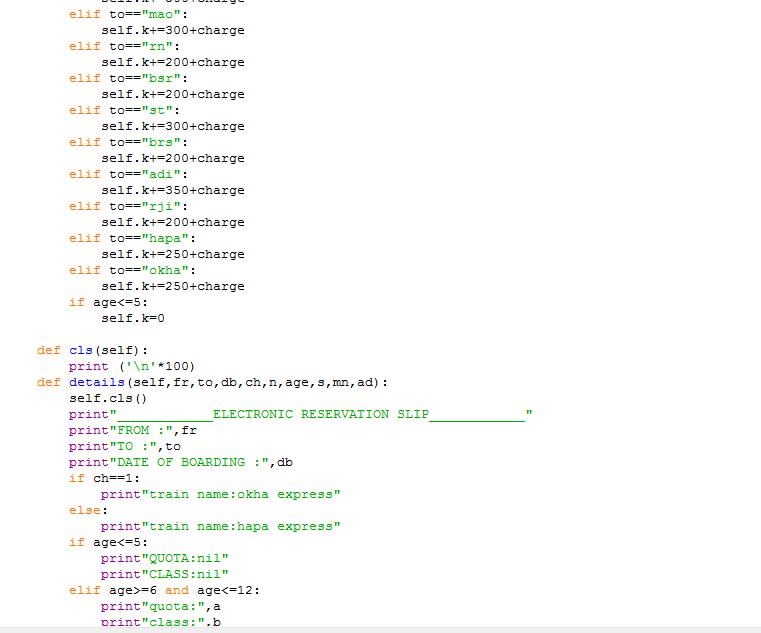 elif to=="mao":
self.k+=300+charge
elif to=="rn":
self.k+=200+charge
elif to=="bsr":
self.k+=200+charge
elif to=="st":
self.k+=300+charge
elif to=="brs":
self.k+=200+charge
elif to=="adi":
self.k+=350+charge
elif to=="rji":
self.k+=200+charge
elif to=="hapa":
self.k+=250+charge
elif to=="okha":
self.k+=250+charge
if age<=5:
self.k=0
def cls(self):
print ('\n'*100)
def details(self,fr,to,db,ch,n,age,s,mn,ad):
self.cls()
print"____________ELECTRONIC RESERVATION SLIP____________"
print"FROM :",fr
print"TO :",to
print"DATE OF BOARDING :",db
if ch==1:
print"train name:okha express"
else:
print"train name:hapa express"
if age<=5:
print"QUOTA:nil"
print"CLASS:nil"
elif age>=6 and age<=12:
print"quota:",a
print"class:",b